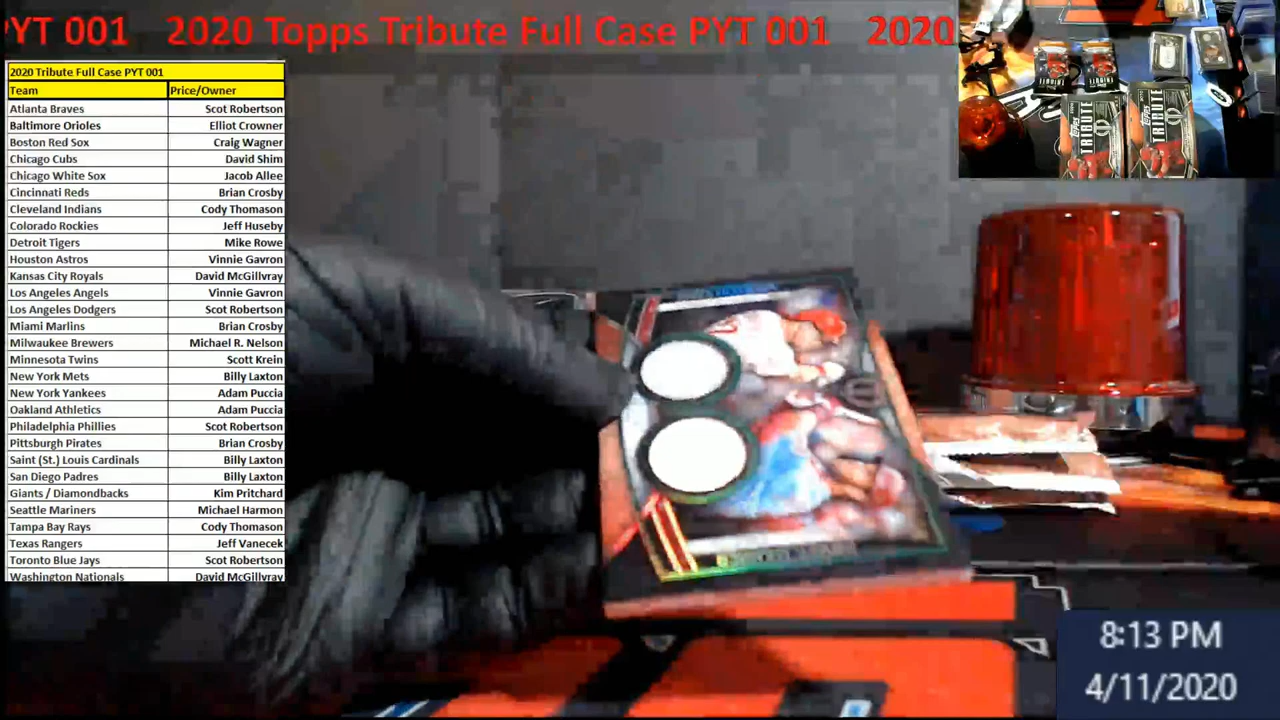 YT 001 2020 Topps Tribute Full Case PYT 001 2020
2020 Tribute Full Case PYT 001
Team Price/Owner
Atlanta Braves Scot Robertson
Baltimore Orioles Elliot Crowner
Boston Red Sox Craig Wagner
Chicago Cubs David Shim
Chicago White Sox Jacob Allee
Cincinnati Reds Brian Crosby
Cleveland Indians Cody Thomason
Colorado Rockies Jeff Huseby
Detroit Tigers Mike Rowe
Houston Astros Vinnie Gavron
Kansas City Royals David McGillvray
Los Angeles Angels Vinnie Gavron
Los Angeles Dodgers Scot Robertson
Miami Marlins Brian Crosby
Milwaukee Brewers Michael R. Nelson
Minnesota Twins Scott Krein
New York Mets Billy Laxton
New York Yankees Adam Puccia
Oakland Athletics Adam Puccia
Philadelphia Phillies Scot Robertson
Pittsburgh Pirates Brian Crosby
Saint (St.) Louis Cardinals Billy Laxton
San Diego Padres Billy Laxton
Giants / Diamondbacks Kim Pritchard
Seattle Mariners Michael Harmon
Tampa Bay Rays Cody Thomason
Texas Rangers Jeff Vanecek
Toronto Blue Jays Scot Robertson
Washington Nationals David McGillvray
TRIBUTE
TRIBUTE
8:13 PM
4/11/2020